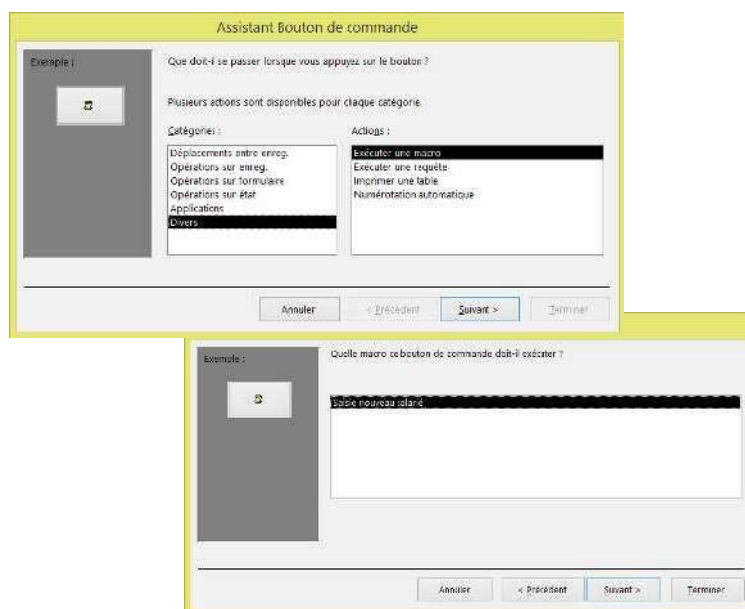 Assistant Bouton de commande
Exemple :
Que doit-il se passer lorsque vous appuyez sur le bouton ?
Plusieurs actions sont disponibles pour chaque catégorie.
Catégories :
Actions :
Déplacements entre enreg.
Opérations sur enreg.
Opérations sur formulaire
Opérations sur état
Applications
Divers
Exécuter une macro
Exécuter une requête
Imprimer une table
Numérotation automatique
Annuler
< Précédent
Suivant >
Terminer
Exemple :
Quelle macro ce bouton de commande doit-il exécuter ?
Saisie nouveau salarié
Annuler
< Précédent
Suivant >
Terminer